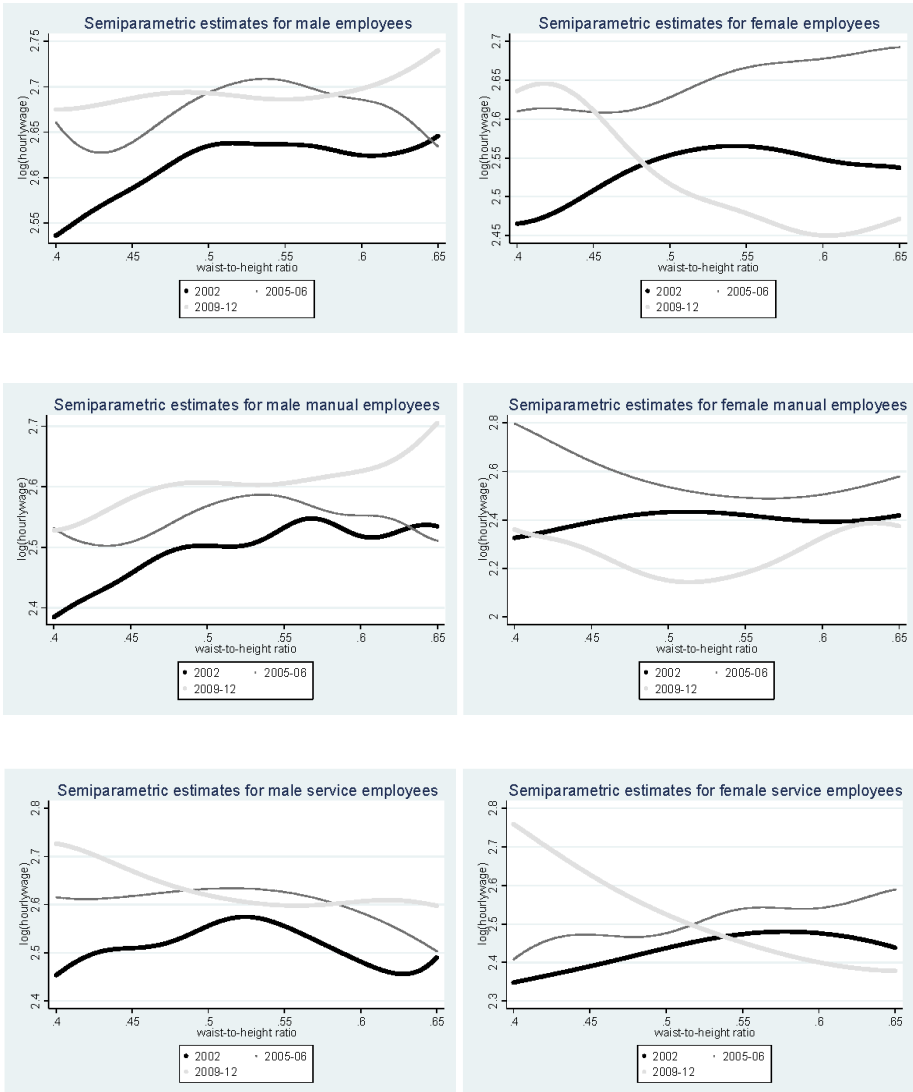 Semiparametric estimates for male employees
log(hourlywage)
2.55 2.6 2.65 2.7 2.75
.4 .45 .5 .55 .6 .65
waist-to-height ratio
2002 2005-06
2009-12
Semiparametric estimates for female employees
log(hourlywage)
2.45 2.5 2.55 2.6 2.65 2.7
.4 .45 .5 .55 .6 .65
waist-to-height ratio
2002 2005-06
2009-12
Semiparametric estimates for male manual employees
log(hourlywage)
2.4 2.5 2.6 2.7
.4 .45 .5 .55 .6 .65
waist-to-height ratio
2002 2005-06
2009-12
Semiparametric estimates for female manual employees
log(hourlywage)
2 2.2 2.4 2.6 2.8
.4 .45 .5 .55 .6 .65
waist-to-height ratio
2002 2005-06
2009-12
Semiparametric estimates for male service employees
log(hourlywage)
2.4 2.5 2.6 2.7 2.8
.4 .45 .5 .55 .6 .65
waist-to-height ratio
2002 2005-06
2009-12
Semiparametric estimates for female service employees
log(hourlywage)
2.3 2.4 2.5 2.6 2.7 2.8
.4 .45 .5 .55 .6 .65
waist-to-height ratio
2002 2005-06
2009-12